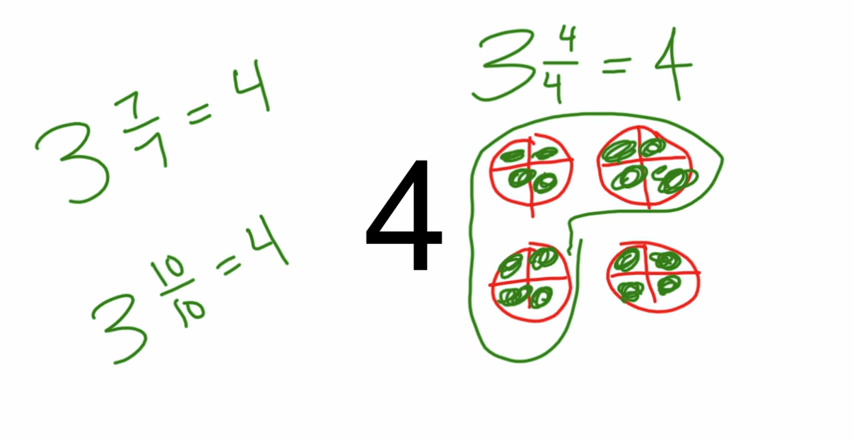 3 7/7 = 4
3 4/4 = 4
4
3 10/10 = 4